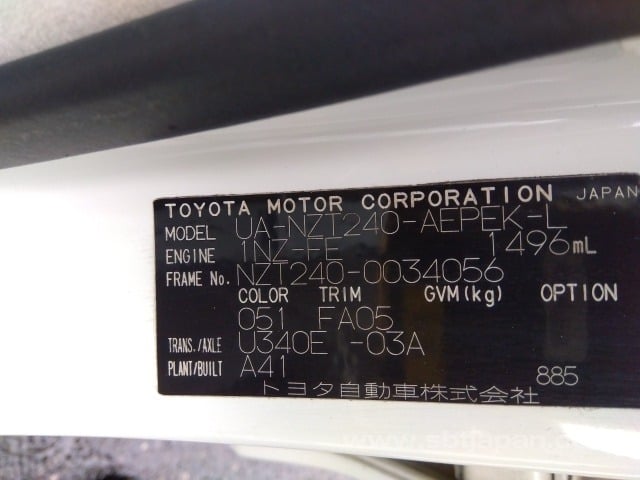 TOYOTA MOTOR CORPORATION JAPAN
MODEL UA-NZT240-AEPEK-L
ENGINE 1NZ-FE 1496mL
FRAME No. NZT240-0034056
COLOR TRIM GVM(kg) OPTION
051 FA05
TRANS./AXLE U340E -03A
PLANT/BUILT A41 885
トヨタ自動車株式会社